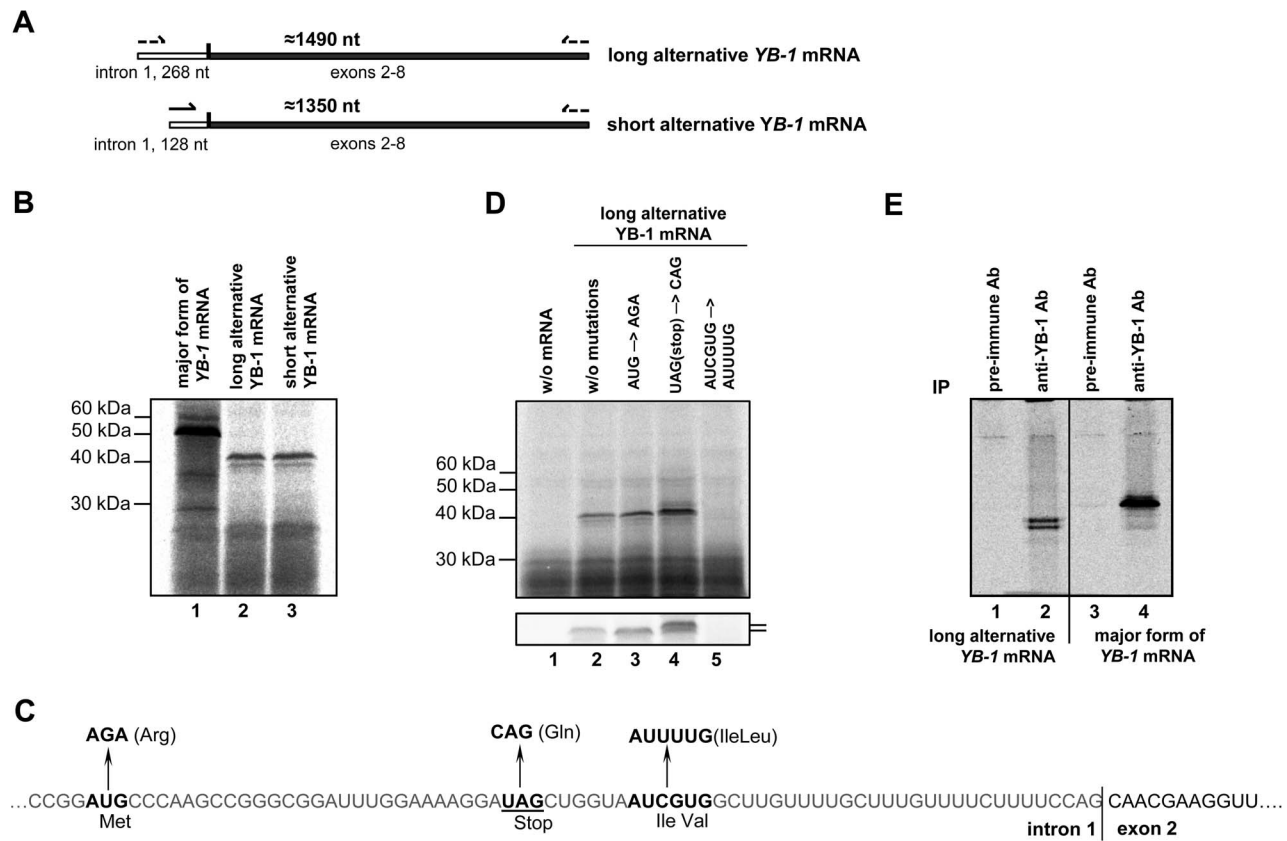 A
≈1490 nt
long alternative YB-1 mRNA
intron 1, 268 nt
exons 2-8
≈1350 nt
short alternative YB-1 mRNA
intron 1, 128 nt
exons 2-8
B
major form of
YB-1 mRNA
long alternative
YB-1 mRNA
short alternative
YB-1 mRNA
60 kDa
50 kDa
40 kDa
30 kDa
1 2 3
D
long alternative
YB-1 mRNA
w/o mRNA
w/o mutations
AUG —> AGA
UAG(stop) —> CAG
AUCGUG —>
AUUUUG
60 kDa
50 kDa
40 kDa
30 kDa
1 2 3 4 5
E
IP
pre-immune Ab
anti-YB-1 Ab
pre-immune Ab
anti-YB-1 Ab
1 2 3 4
long alternative
YB-1 mRNA
major form of
YB-1 mRNA
C
AGA (Arg)
CAG (Gln)
AUUUUG(IleLeu)
...CCGGAUGCCCAAGCCGGGCGGAUUUGGAAAAGGAUAGCUGGUAAUCGUGGCUUGUUUUGCUUUGUUUUCUUUUCCAG CAACGAAGGUU....
Met
Stop
Ile Val
intron 1
exon 2